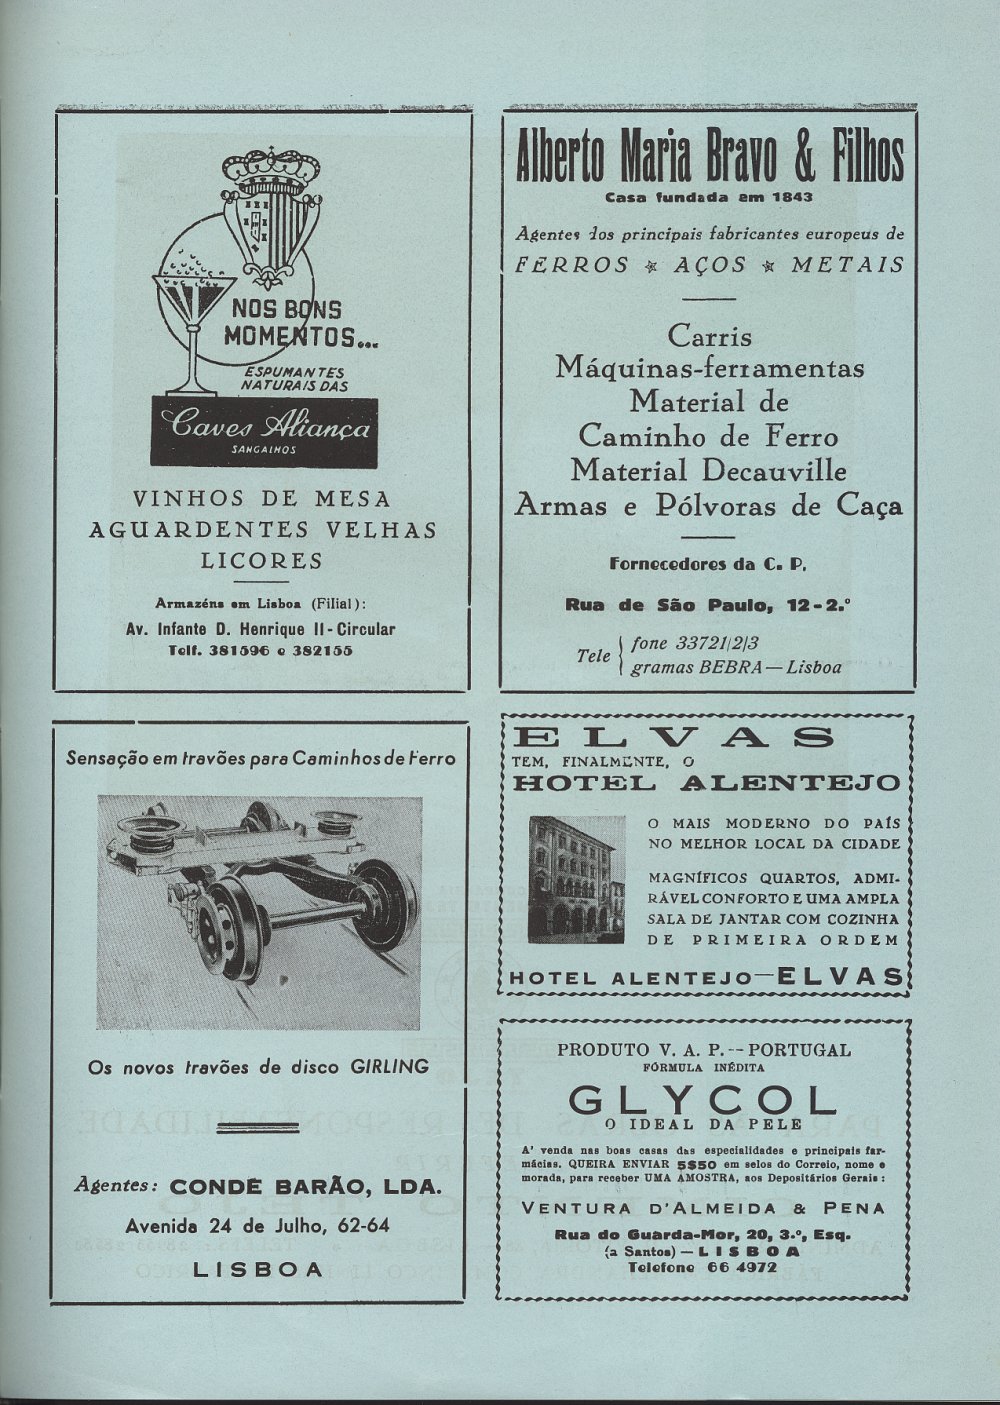 NOS BONS
MOMENTOS...
ESPUMANTES
NATURAIS DAS
Caves Aliança
SANGALHOS
VINHOS DE MESA
AGUARDENTES VELHAS
LICORES
Armazéns em Lisboa (Filial):
Av. Infante D. Henrique II-Circular
Telf. 381596 e 382155
Alberto Maria Bravo & Filhos
Casa fundada em 1843
Agentes dos principais fabricantes europeus de
FERROS ★ AÇOS ★ METAIS
Carris
Máquinas-ferramentas
Material de
Caminho de Ferro
Material Decauville
Armas e Pólvoras de Caça
Fornecedores da C. P.
Rua de São Paulo, 12-2.º
Tele { fone 33721/2/3
gramas BEBRA — Lisboa
Sensação em travões para Caminhos de Ferro
Os novos travões de disco GIRLING
Agentes: CONDE BARÃO, LDA.
Avenida 24 de Julho, 62-64
LISBOA
ELVAS
TEM, FINALMENTE, O
HOTEL ALENTEJO
O MAIS MODERNO DO PAÍS
NO MELHOR LOCAL DA CIDADE
MAGNÍFICOS QUARTOS, ADMI-
RÁVEL CONFORTO E UMA AMPLA
SALA DE JANTAR COM COZINHA
DE PRIMEIRA ORDEM
HOTEL ALENTEJO—ELVAS
PRODUTO V. A. P. -- PORTUGAL
FÓRMULA INÉDITA
GLYCOL
O IDEAL DA PELE
A' venda nas boas casas das especialidades e principais far-
mácias. QUEIRA ENVIAR 5$50 em selos do Correio, nome e
morada, para receber UMA AMOSTRA, aos Depositários Gerais:
VENTURA D'ALMEIDA & PENA
Rua do Guarda-Mor, 20, 3.º, Esq.
(a Santos) — LISBOA
Telefone 66 4972